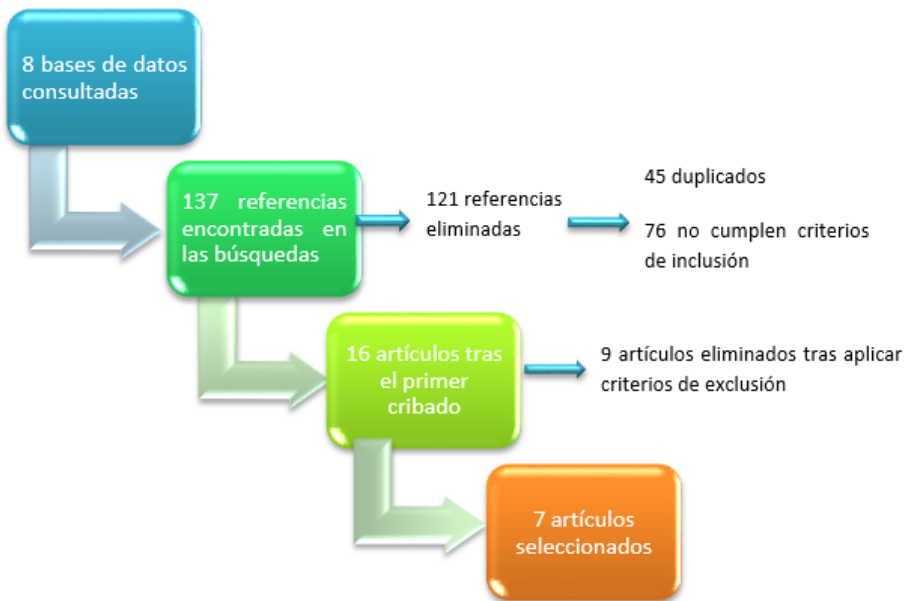 8 bases de datos
consultadas
137 referencias
encontradas en
las búsquedas
121 referencias
eliminadas
45 duplicados
76 no cumplen criterios
de inclusión
16 artículos tras
el primer
cribado
9 artículos eliminados tras aplicar
criterios de exclusión
7 artículos
seleccionados